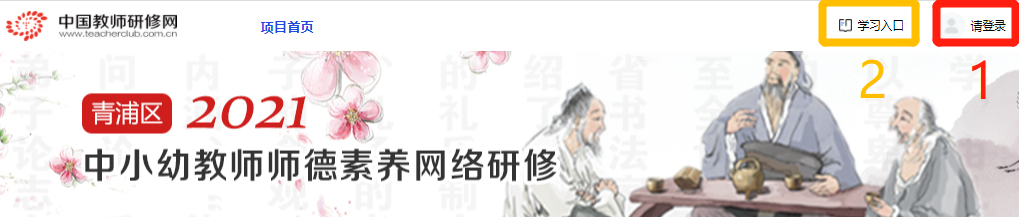 中国教师研修网
www.teacherclub.com.cn
项目首页
学习入口
请登录
2
1
青浦区 2021
中小幼教师师德素养网络研修